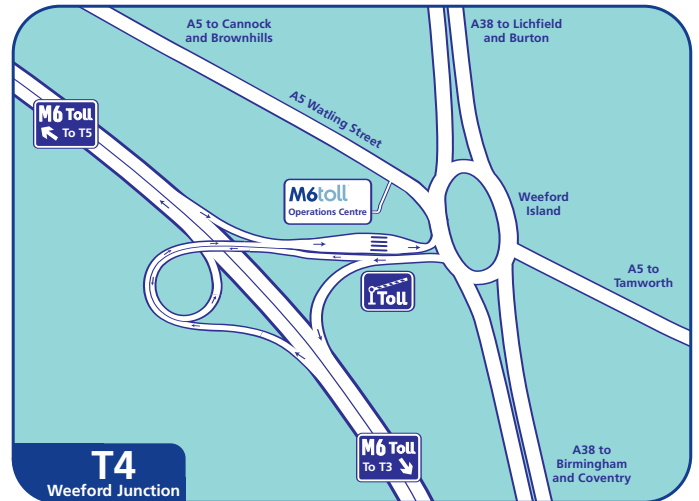 A5 to Cannock
and Brownhills
A38 to Lichfield
and Burton
M6 Toll
To T5
A5 Watling Street
M6toll
Operations Centre
Weeford
Island
A5 to
Tamworth
Toll
M6 Toll
To T3
A38 to
Birmingham
and Coventry
T4
Weeford Junction